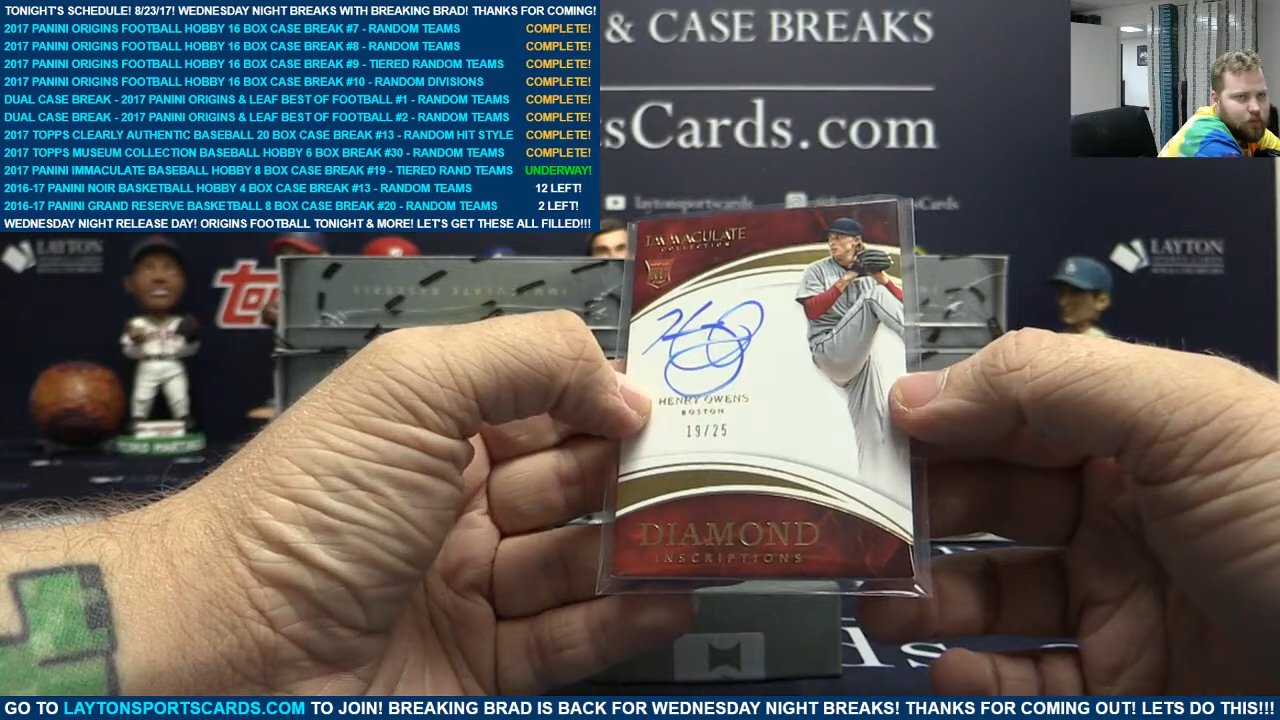 TONIGHT'S SCHEDULE! 8/23/17! WEDNESDAY NIGHT BREAKS WITH BREAKING BRAD! THANKS FOR COMING!
2017 PANINI ORIGINS FOOTBALL HOBBY 16 BOX CASE BREAK #7 - RANDOM TEAMS COMPLETE!
2017 PANINI ORIGINS FOOTBALL HOBBY 16 BOX CASE BREAK #8 - RANDOM TEAMS COMPLETE!
2017 PANINI ORIGINS FOOTBALL HOBBY 16 BOX CASE BREAK #9 - TIERED RANDOM TEAMS COMPLETE!
2017 PANINI ORIGINS FOOTBALL HOBBY 16 BOX CASE BREAK #10 - RANDOM DIVISIONS COMPLETE!
DUAL CASE BREAK - 2017 PANINI ORIGINS & LEAF BEST OF FOOTBALL #1 - RANDOM TEAMS COMPLETE!
DUAL CASE BREAK - 2017 PANINI ORIGINS & LEAF BEST OF FOOTBALL #2 - RANDOM TEAMS COMPLETE!
2017 TOPPS CLEARLY AUTHENTIC BASEBALL 20 BOX CASE BREAK #13 - RANDOM HIT STYLE COMPLETE!
2017 TOPPS MUSEUM COLLECTION BASEBALL HOBBY 6 BOX BREAK #30 - RANDOM TEAMS COMPLETE!
2017 PANINI IMMACULATE BASEBALL HOBBY 8 BOX CASE BREAK #19 - TIERED RAND TEAMS UNDERWAY!
2016-17 PANINI NOIR BASKETBALL HOBBY 4 BOX CASE BREAK #13 - RANDOM TEAMS 12 LEFT!
2016-17 PANINI GRAND RESERVE BASKETBALL 8 BOX CASE BREAK #20 - RANDOM TEAMS 2 LEFT!
WEDNESDAY NIGHT RELEASE DAY! ORIGINS FOOTBALL TONIGHT & MORE! LET'S GET THESE ALL FILLED!!!
& CASE BREAKS
sCards.com
laytonsportscards
LAYTON
LAYTON
IMMACULATE
COLLECTION
HENRY OWENS
BOSTON
19/25
DIAMOND
INSCRIPTIONS
GO TO LAYTONSPORTSCARDS.COM TO JOIN! BREAKING BRAD IS BACK FOR WEDNESDAY NIGHT BREAKS! THANKS FOR COMING OUT! LETS DO THIS!!!